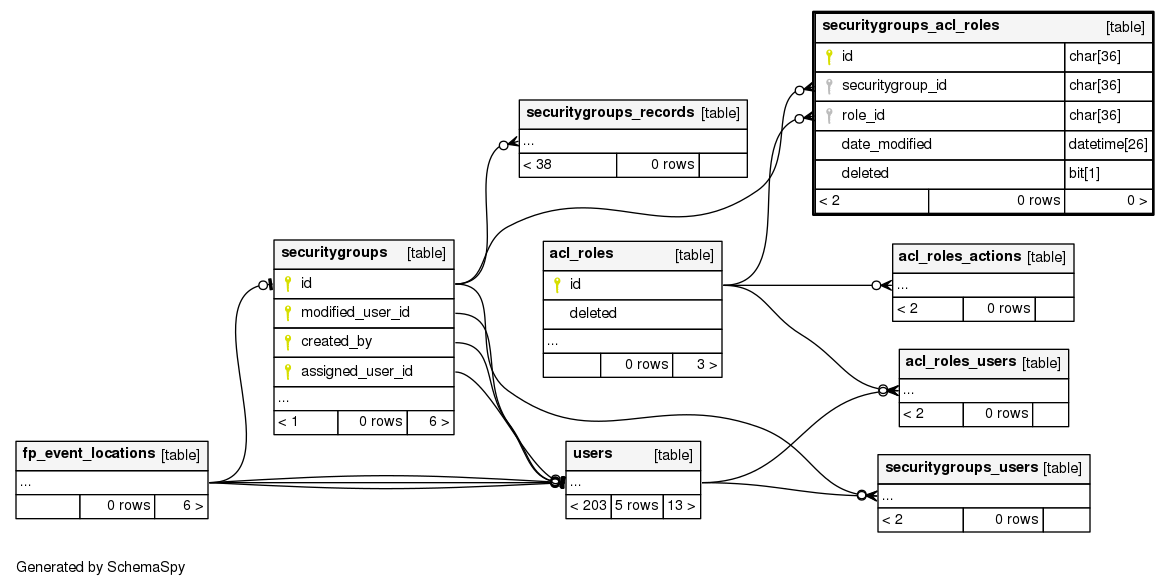 securitygroups_acl_roles [table]
id char[36]
securitygroup_id char[36]
role_id char[36]
date_modified datetime[26]
deleted bit[1]
< 2 0 rows 0 >
securitygroups_records [table]
...
< 38 0 rows
securitygroups [table]
id
modified_user_id
created_by
assigned_user_id
...
< 1 0 rows 6 >
acl_roles [table]
id
deleted
...
0 rows 3 >
acl_roles_actions [table]
...
< 2 0 rows
acl_roles_users [table]
...
< 2 0 rows
fp_event_locations [table]
...
0 rows 6 >
users [table]
...
< 203 5 rows 13 >
securitygroups_users [table]
...
< 2 0 rows
Generated by SchemaSpy